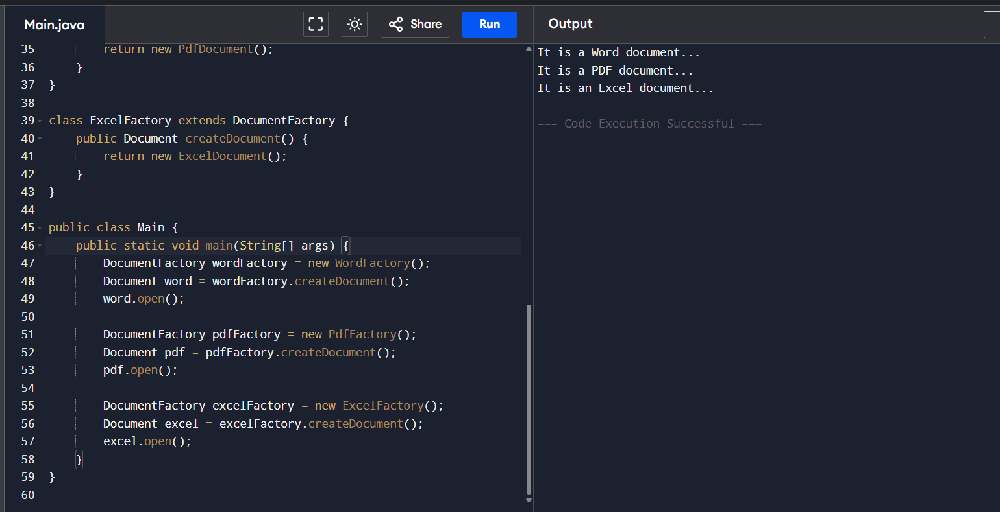 Main.java
Share
Run
Output
35         return new PdfDocument();
36     }
37 }
38
39 class ExcelFactory extends DocumentFactory {
40     public Document createDocument() {
41         return new ExcelDocument();
42     }
43 }
44
45 public class Main {
46     public static void main(String[] args) {
47         DocumentFactory wordFactory = new WordFactory();
48         Document word = wordFactory.createDocument();
49         word.open();
50
51         DocumentFactory pdfFactory = new PdfFactory();
52         Document pdf = pdfFactory.createDocument();
53         pdf.open();
54
55         DocumentFactory excelFactory = new ExcelFactory();
56         Document excel = excelFactory.createDocument();
57         excel.open();
58     }
59 }
60
It is a Word document...
It is a PDF document...
It is an Excel document...
=== Code Execution Successful ===